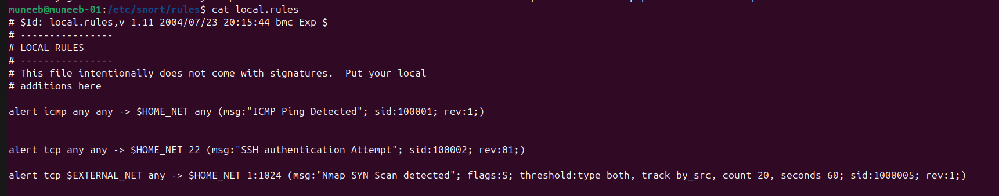 muneeb@muneeb-01:/etc/snort/rules$ cat local.rules
# $Id: local.rules,v 1.11 2004/07/23 20:15:44 bmc Exp $
# ----------------
# LOCAL RULES
# ----------------
# This file intentionally does not come with signatures.  Put your local
# additions here
alert icmp any any -> $HOME_NET any (msg:"ICMP Ping Detected"; sid:100001; rev:1;)
alert tcp any any -> $HOME_NET 22 (msg:"SSH authentication Attempt"; sid:100002; rev:01;)
alert tcp $EXTERNAL_NET any -> $HOME_NET 1:1024 (msg:"Nmap SYN Scan detected"; flags:S; threshold:type both, track by_src, count 20, seconds 60; sid:1000005; rev:1;)